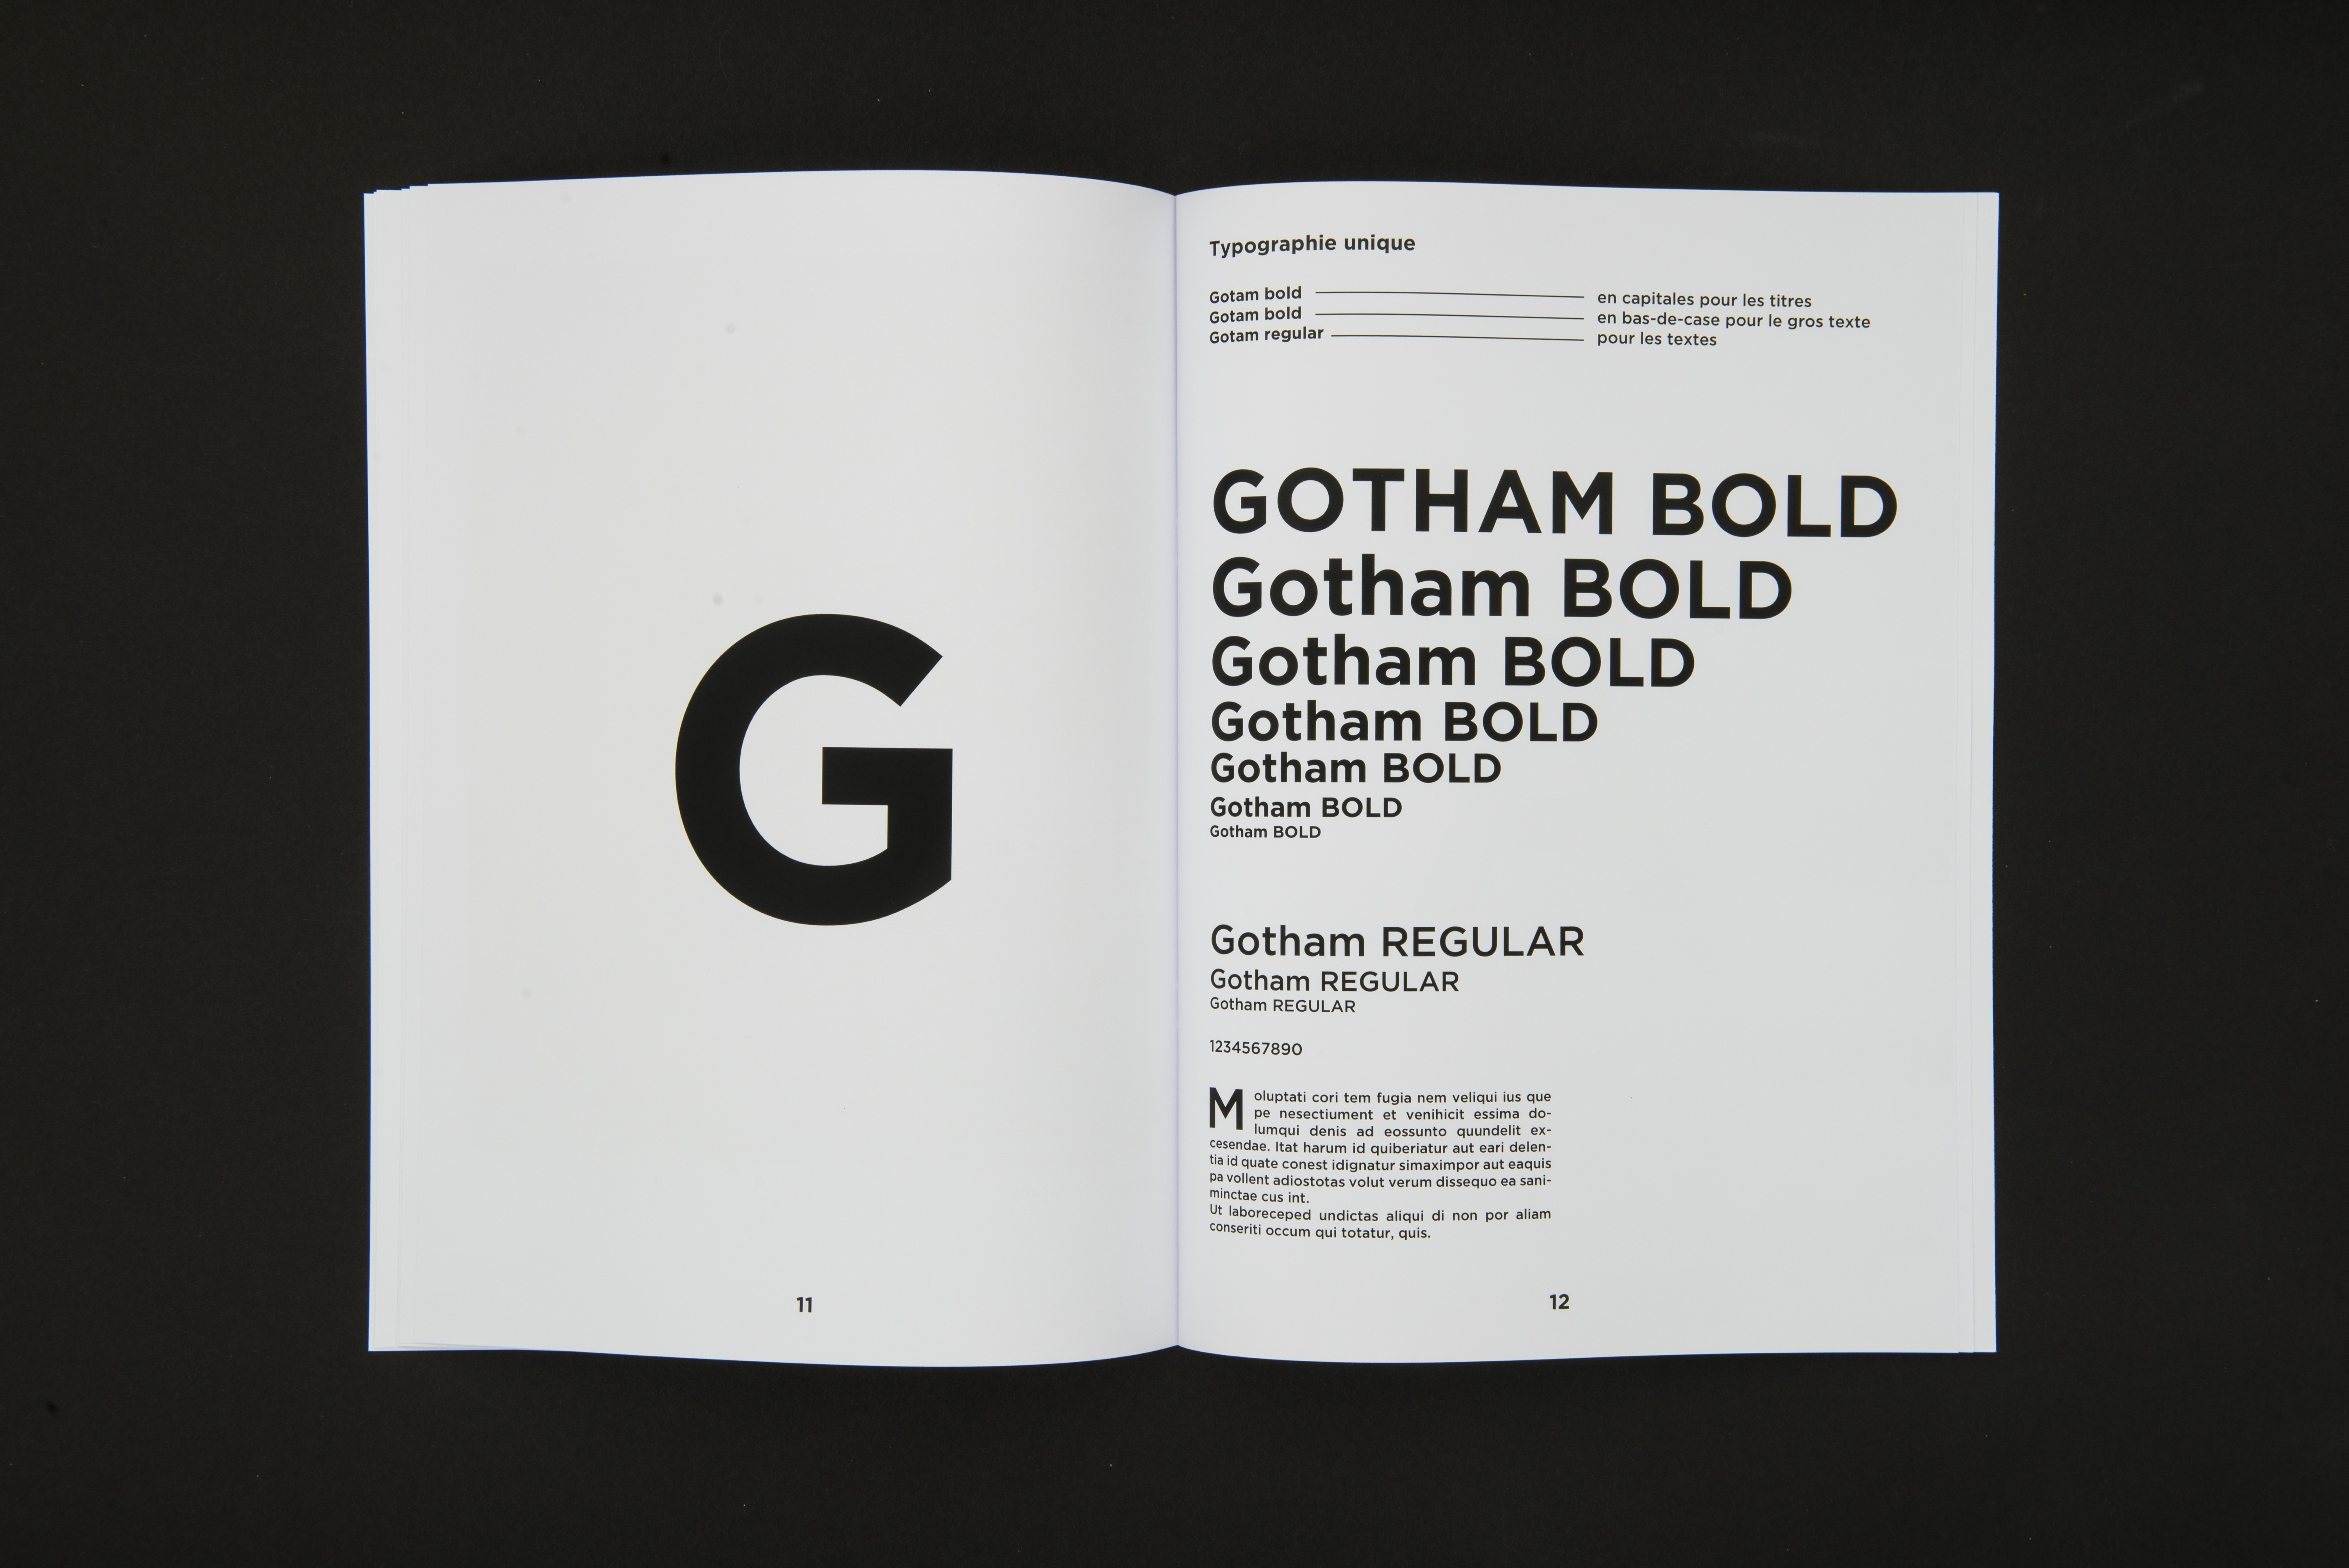 G
11
Typographie unique
Gotam bold en capitales pour les titres
Gotam bold en bas-de-case pour le gros texte
Gotam regular pour les textes
GOTHAM BOLD
Gotham BOLD
Gotham BOLD
Gotham BOLD
Gotham BOLD
Gotham BOLD
Gotham BOLD
Gotham REGULAR
Gotham REGULAR
Gotham REGULAR
1234567890
Moluptati cori tem fugia nem veliqui ius que
pe nesectiument et venihicit essima do-
lumqui denis ad eossunto quundelit ex-
cesendae. Itat harum id quiberiatur aut eari delen-
tia id quate conest idignatur simaximpor aut eaquis
pa vollent adiostotas volut verum dissequo ea sani-
minctae cus int.
Ut laboreceped undictas aliqui di non por aliam
conseriti occum qui totatur, quis.
12